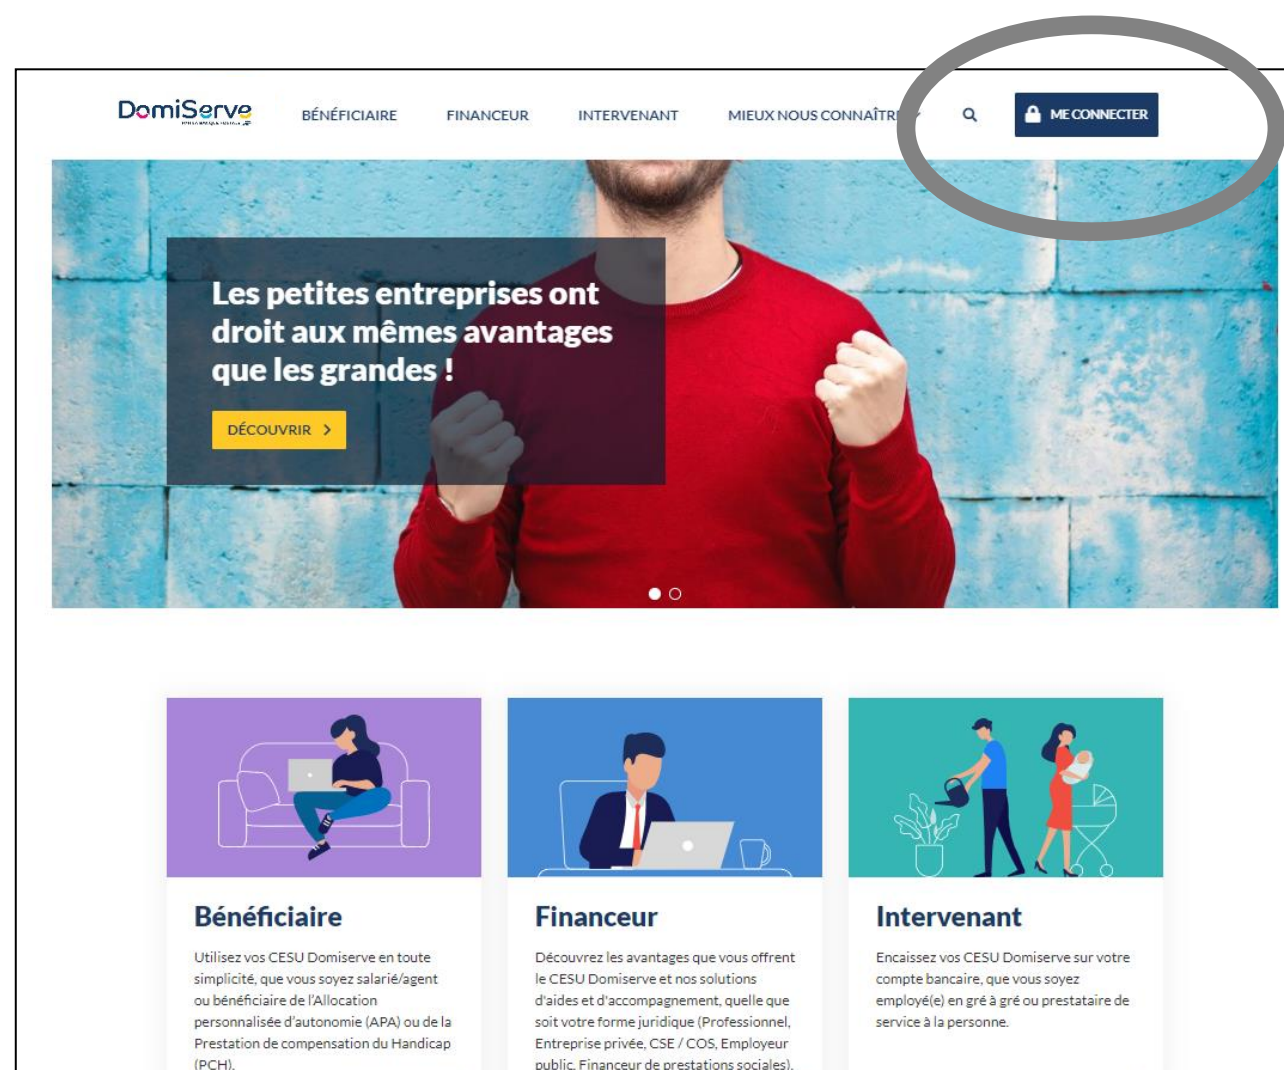 DomiServe
BÉNÉFICIAIRE
FINANCEUR
INTERVENANT
MIEUX NOUS CONNAÎTRE
ME CONNECTER
Les petites entreprises ont
droit aux mêmes avantages
que les grandes !
DÉCOUVRIR >
Bénéficiaire
Utilisez vos CESU Domiserve en toute
simplicité, que vous soyez salarié/agent
ou bénéficiaire de l'Allocation
personnalisée d'autonomie (APA) ou de la
Prestation de compensation du Handicap
(PCH).
Financeur
Découvrez les avantages que vous offrent
le CESU Domiserve et nos solutions
d'aides et d'accompagnement, quelle que
soit votre forme juridique (Professionnel,
Entreprise privée, CSE / COS, Employeur
public, Financeur de prestations sociales).
Intervenant
Encaissez vos CESU Domiserve sur votre
compte bancaire, que vous soyez
employé(e) en gré à gré ou prestataire de
service à la personne.